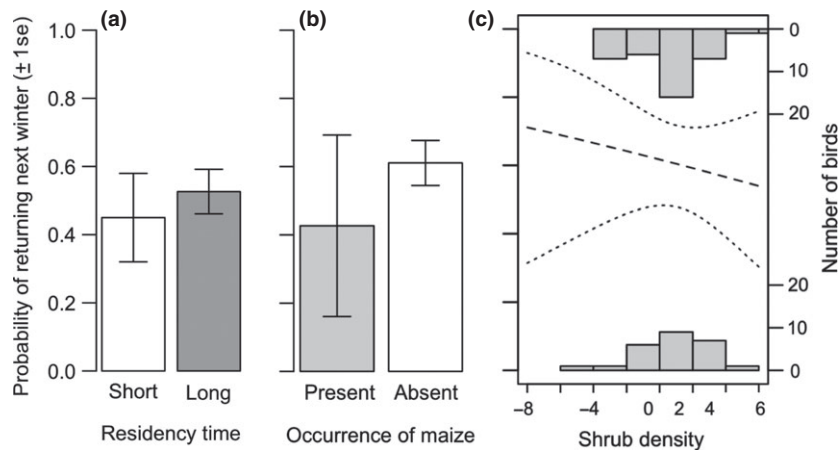 (a)
(b)
(c)
Probability of returning next winter (± 1se)
1.0
0.8
0.6
0.4
0.2
0.0
Short Long
Residency time
Present Absent
Occurrence of maize
0
10
20
20
10
0
Number of birds
−8 −4 0 2 4 6
Shrub density